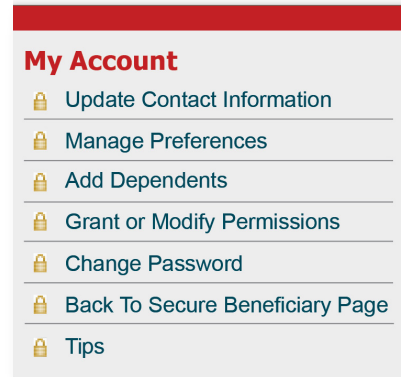 My Account
Update Contact Information
Manage Preferences
Add Dependents
Grant or Modify Permissions
Change Password
Back To Secure Beneficiary Page
Tips